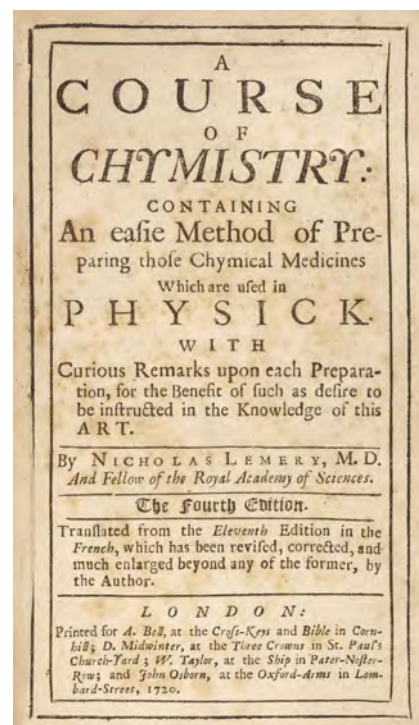 A
COURSE
OF
CHYMISTRY:
CONTAINING
An eaſie Method of Pre-
paring thoſe Chymical Medicines
Which are uſed in
PHYSICK.
WITH
Curious Remarks upon each Prepara-
tion, for the Benefit of ſuch as deſire to
be inſtructed in the Knowledge of this
ART.
By NICHOLAS LEMERY, M. D.
And Fellow of the Royal Academy of Sciences.
The Fourth Edition.
Tranſlated from the Eleventh Edition in the
French, which has been reviſed, corrected, and
much enlarged beyond any of the former, by
the Author.
LONDON:
Printed for A. Bell, at the Croſs-Keys and Bible in Corn-
hill; D. Midwinter, at the Three Crowns in St. Paul's
Church-Yard; W. Taylor, at the Ship in Pater-Noſter-
Row; and John Osborn, at the Oxford-Arms in Lom-
bard-Street, 1720.